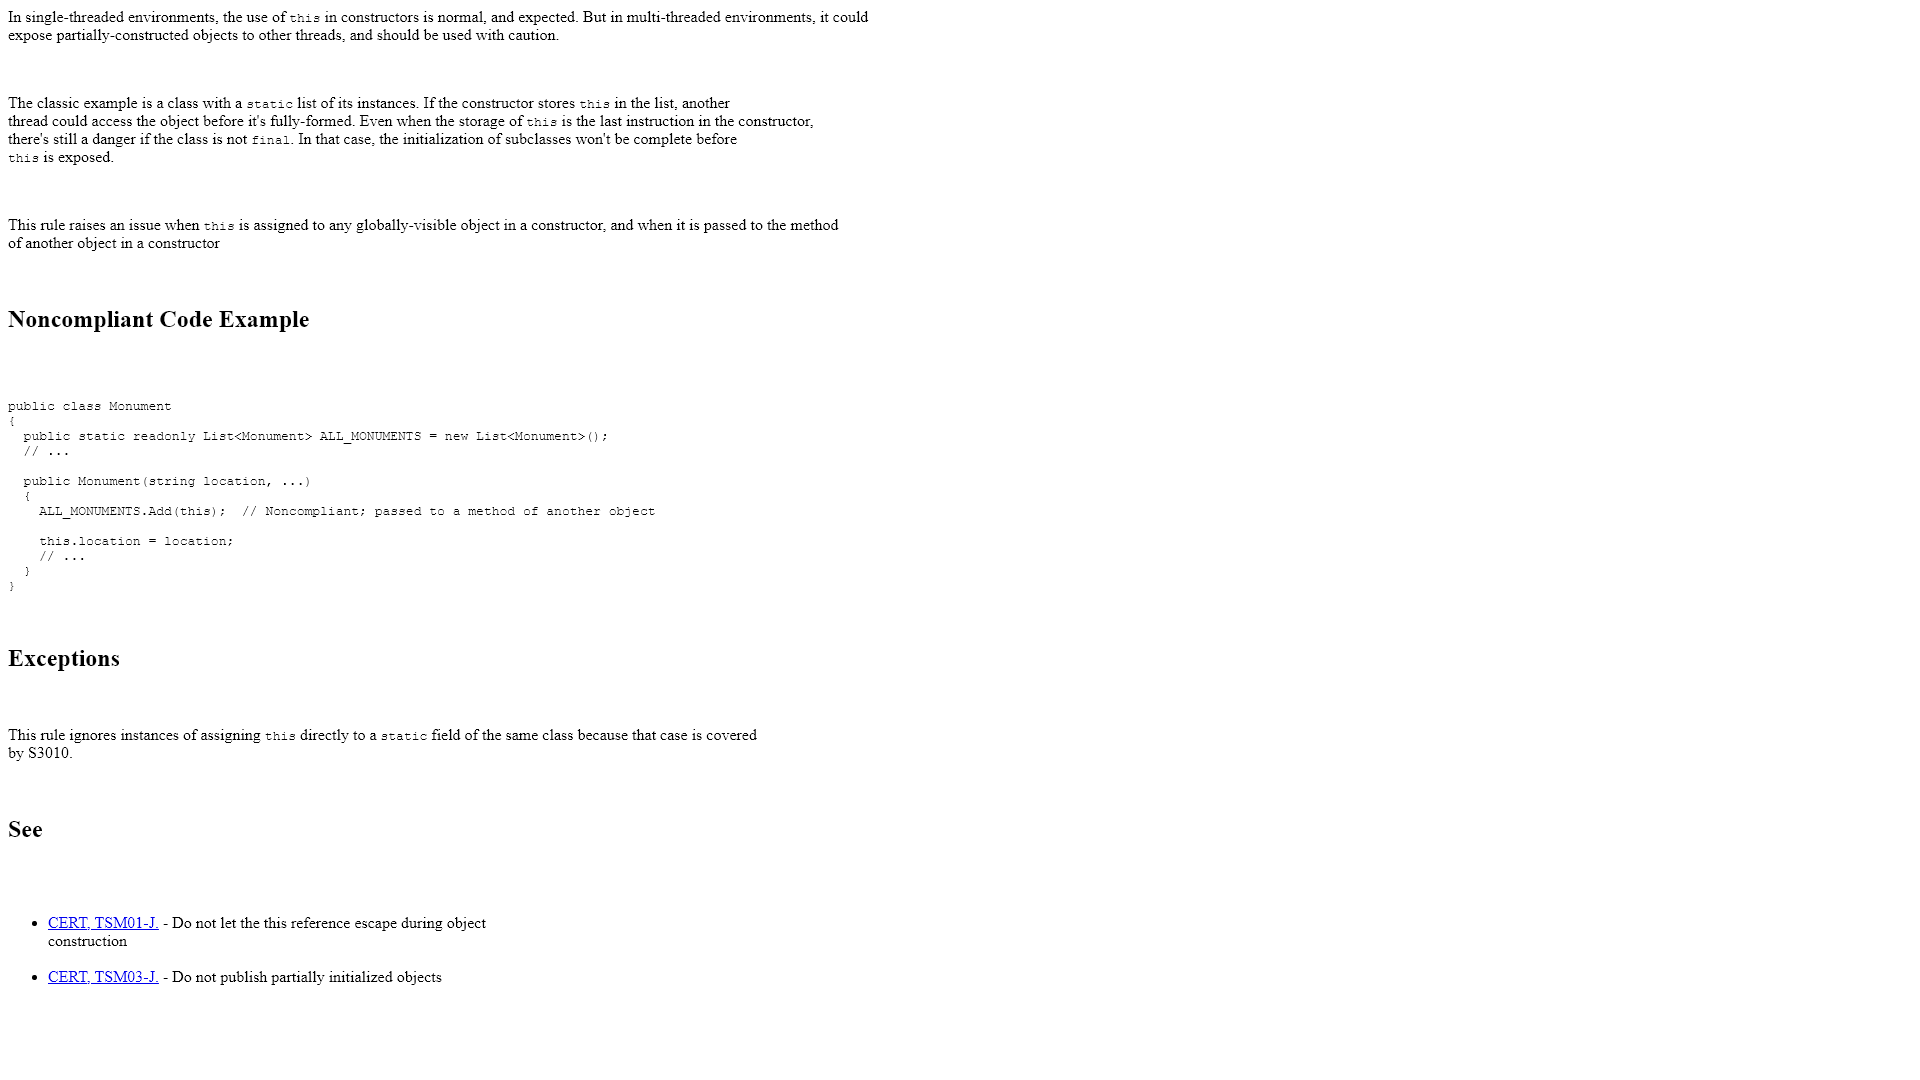 In single-threaded environments, the use of this in constructors is normal, and expected. But in multi-threaded environments, it could
expose partially-constructed objects to other threads, and should be used with caution.
The classic example is a class with a static list of its instances. If the constructor stores this in the list, another
thread could access the object before it's fully-formed. Even when the storage of this is the last instruction in the constructor,
there's still a danger if the class is not final. In that case, the initialization of subclasses won't be complete before
this is exposed.
This rule raises an issue when this is assigned to any globally-visible object in a constructor, and when it is passed to the method
of another object in a constructor
Noncompliant Code Example
public class Monument
{
  public static readonly List<Monument> ALL_MONUMENTS = new List<Monument>();
  // ...
  public Monument(string location, ...)
  {
    ALL_MONUMENTS.Add(this);  // Noncompliant; passed to a method of another object
    this.location = location;
    // ...
  }
}
Exceptions
This rule ignores instances of assigning this directly to a static field of the same class because that case is covered
by S3010.
See
• CERT, TSM01-J. - Do not let the this reference escape during object
construction
• CERT, TSM03-J. - Do not publish partially initialized objects